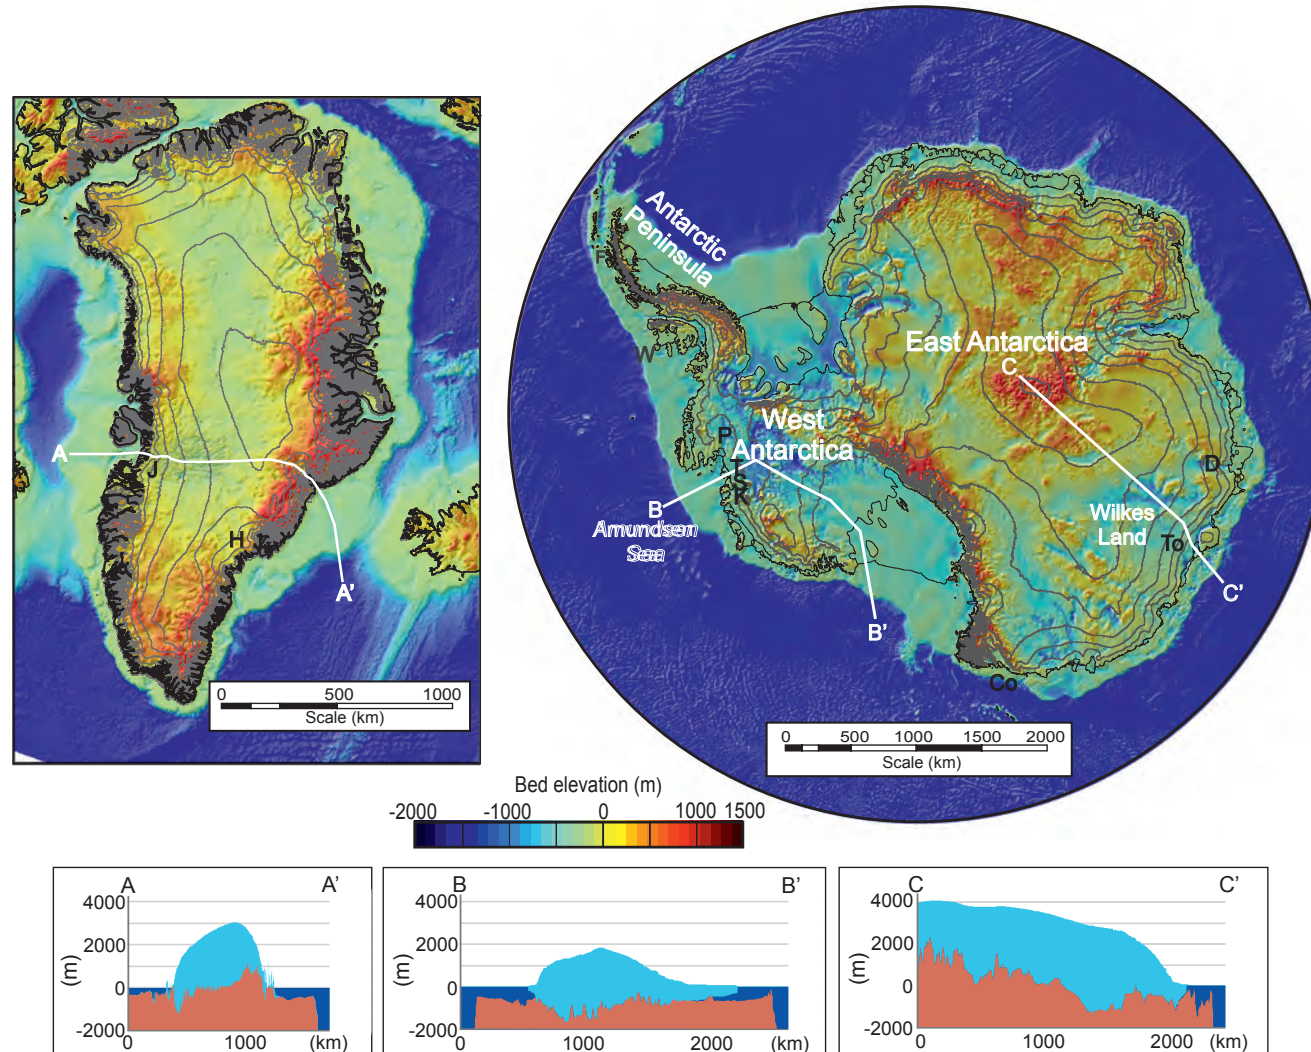 Antarctic
Peninsula
F
W
East Antarctica
C
West
Antarctica
P
T
S
K
B
Amundsen
Sea
Ar
D
Wilkes
Land
To
C'
B'
Co
A
J
H
A'
0 500 1000
Scale (km)
0 500 1000 1500 2000
Scale (km)
Bed elevation (m)
-2000 -1000 0 1000 1500
A A'
4000
2000
0
-2000
(m)
0 1000 (km)
B B'
4000
2000
0
-2000
(m)
0 1000 2000 (km)
C C'
4000
2000
0
-2000
(m)
0 1000 2000 (km)